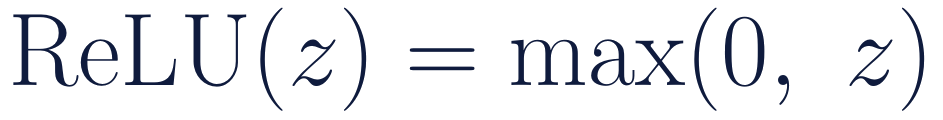 ReLU(z) = max(0, z)